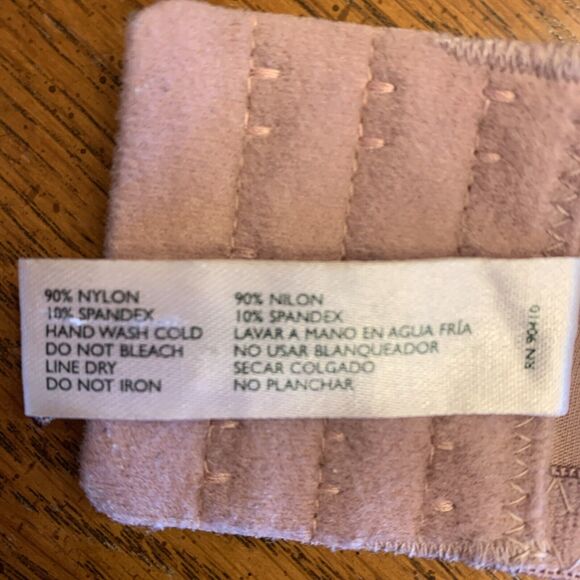 90% NYLON
10% SPANDEX
HAND WASH COLD
DO NOT BLEACH
LINE DRY
DO NOT IRON
90% NILON
10% SPANDEX
LAVAR A MANO EN AGUA FRÍA
NO USAR BLANQUEADOR
SECAR COLGADO
NO PLANCHAR
RN 90410